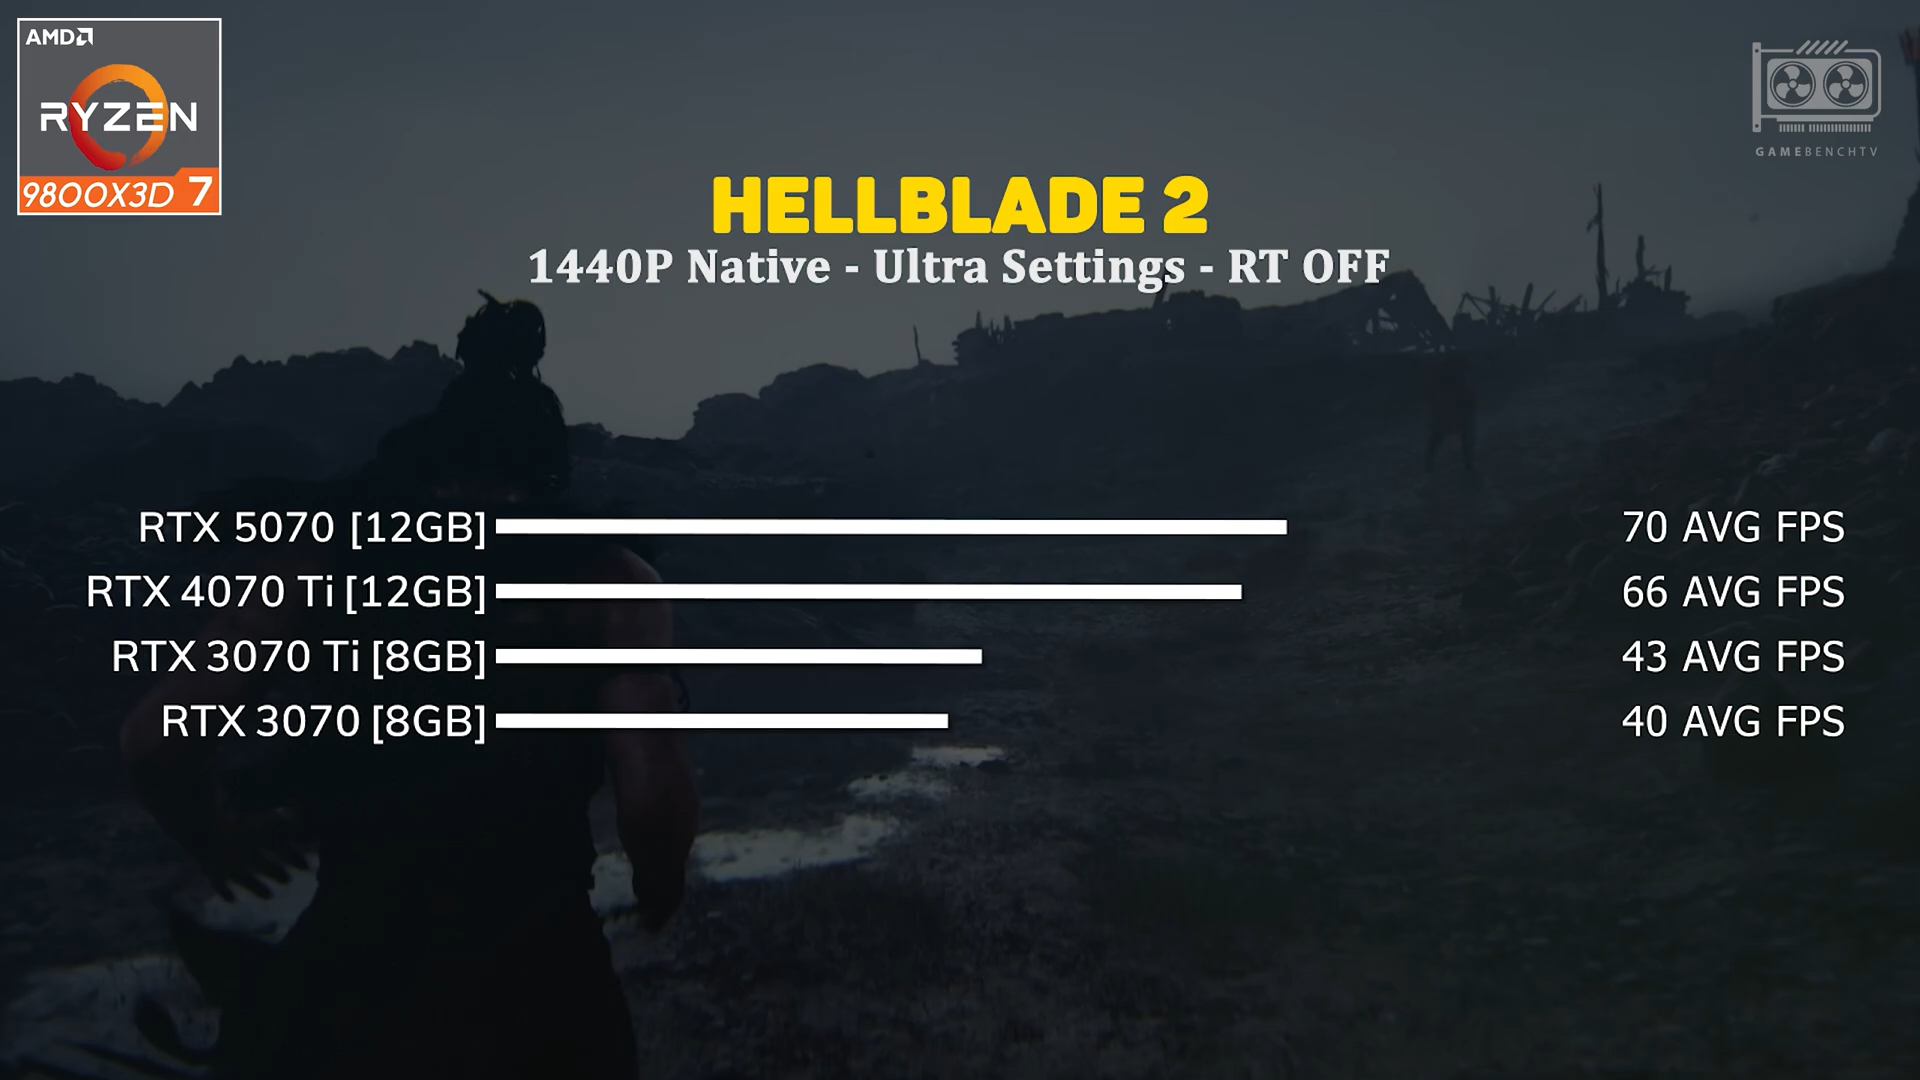 AMD
RYZEN
9800X3D 7
GAMEBENCHTV
HELLBLADE 2
1440P Native - Ultra Settings - RT OFF
RTX 5070 [12GB] 70 AVG FPS
RTX 4070 Ti [12GB] 66 AVG FPS
RTX 3070 Ti [8GB] 43 AVG FPS
RTX 3070 [8GB] 40 AVG FPS